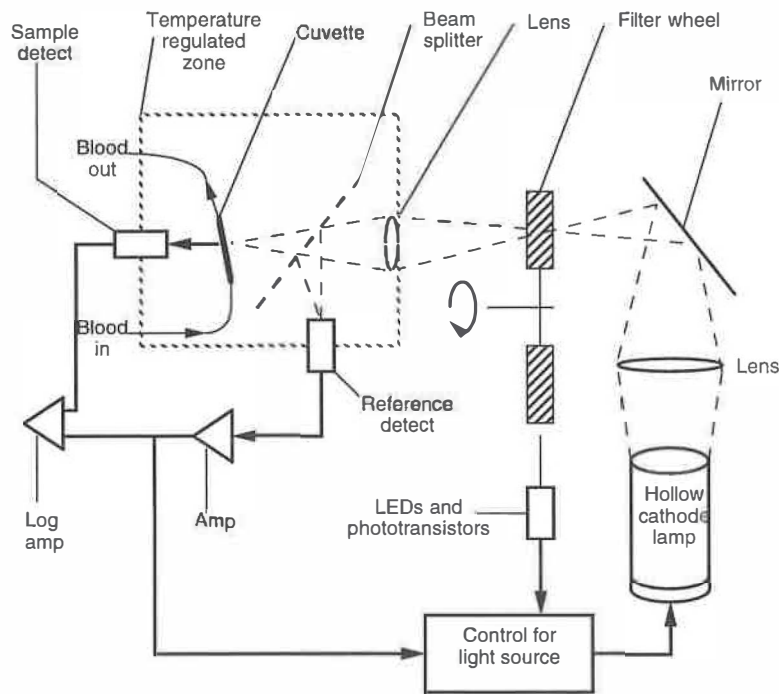 Sample
detect
Temperature
regulated
zone
Cuvette
Beam
splitter
Lens
Filter wheel
Mirror
Blood
out
Blood
in
Reference
detect
Lens
LEDs and
phototransistors
Hollow
cathode
lamp
Log
amp
Amp
Control for
light source